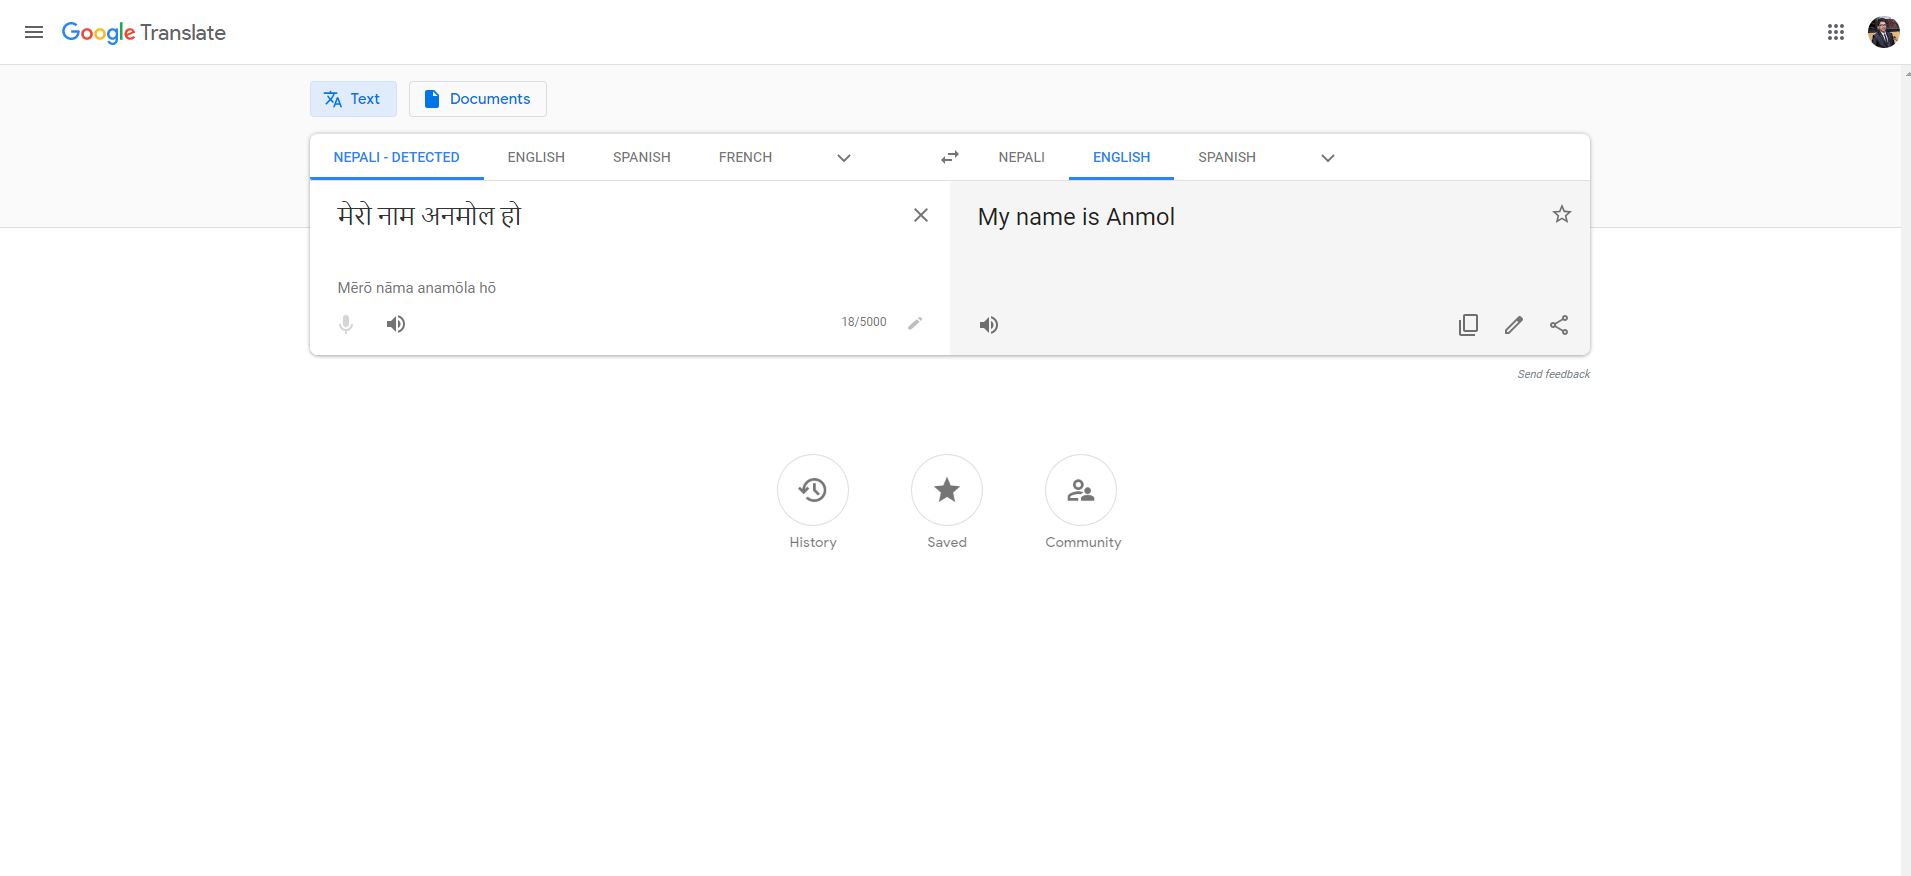 Google Translate
Text
Documents
NEPALI - DETECTED
ENGLISH
SPANISH
FRENCH
NEPALI
ENGLISH
SPANISH
मेरो नाम अनमोल हो
My name is Anmol
Mērō nāma anamōla hō
18/5000
Send feedback
History
Saved
Community